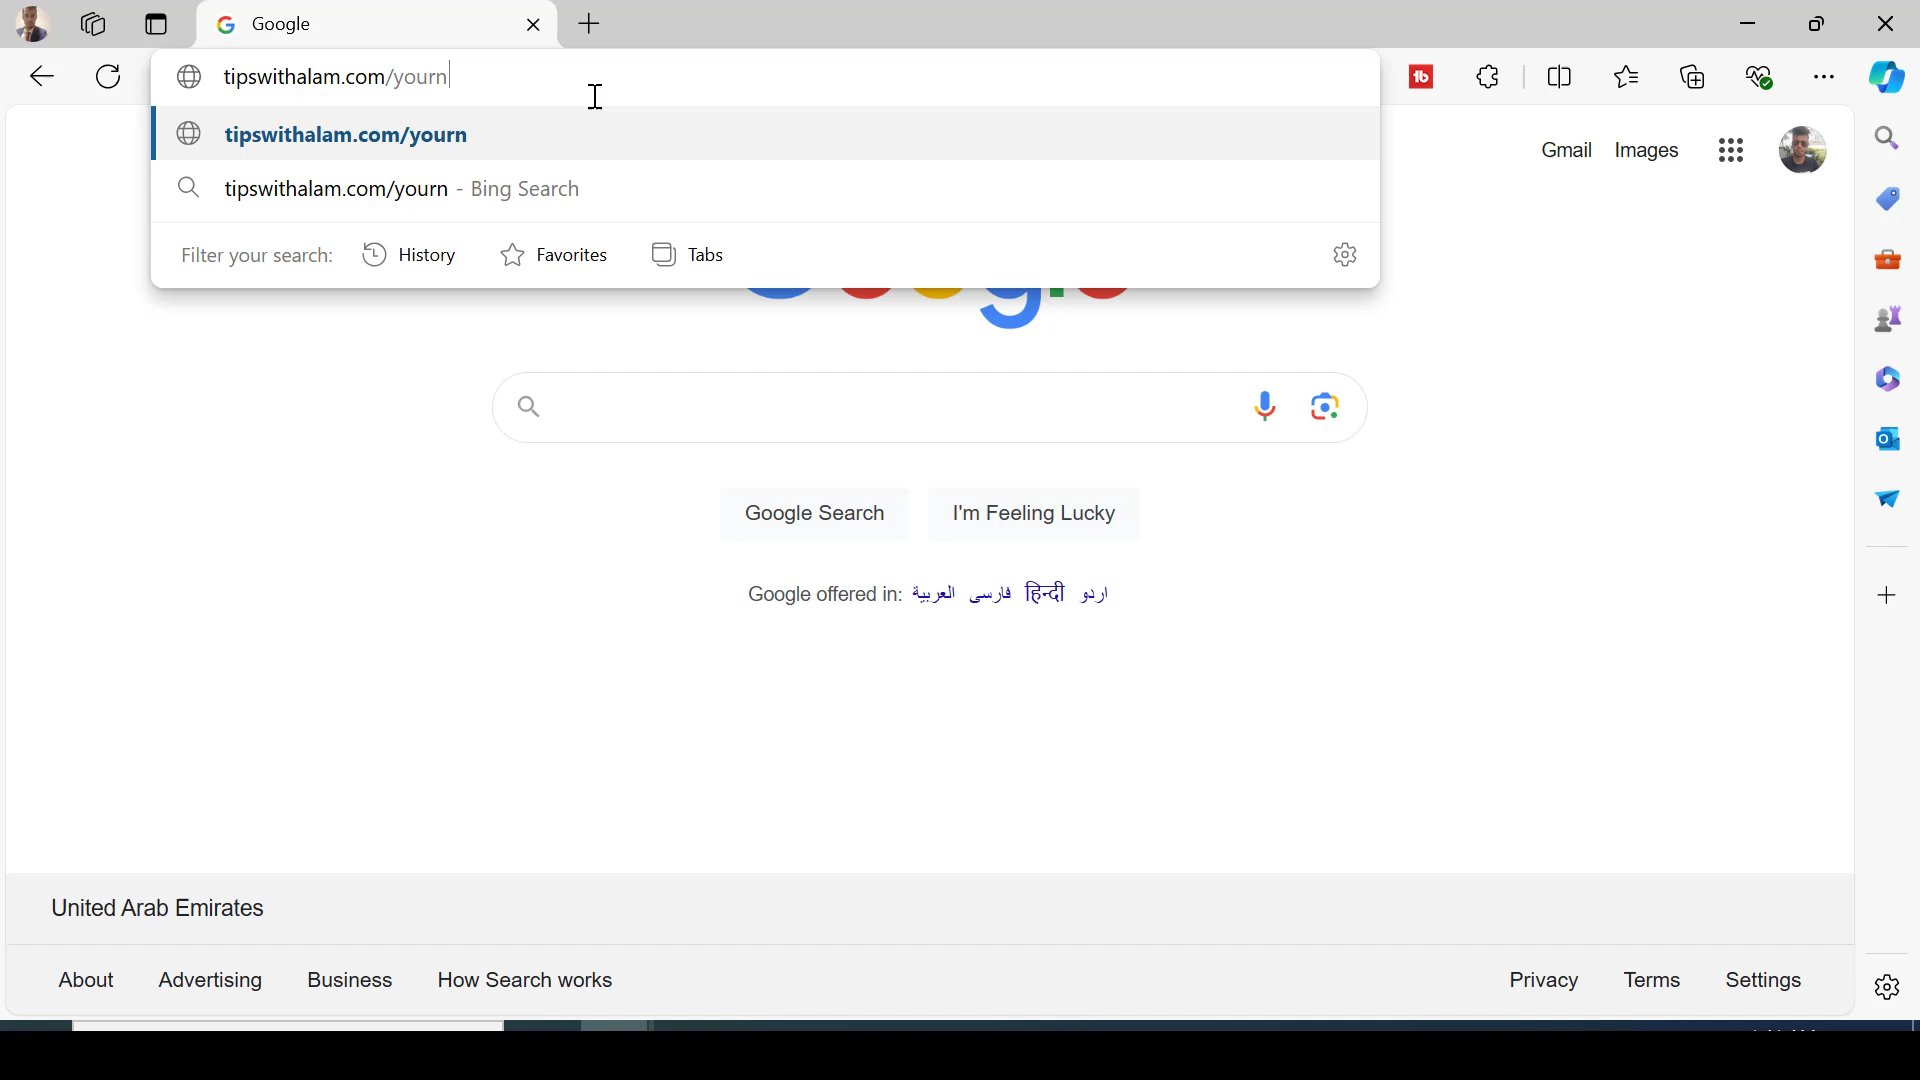 Google
tipswithalam.com/yourn
tipswithalam.com/yourn
tipswithalam.com/yourn - Bing Search
Filter your search: History Favorites Tabs
Gmail Images
Google Search I'm Feeling Lucky
Google offered in: العربية فارسی हिन्दी اردو
United Arab Emirates
About Advertising Business How Search works Privacy Terms Settings